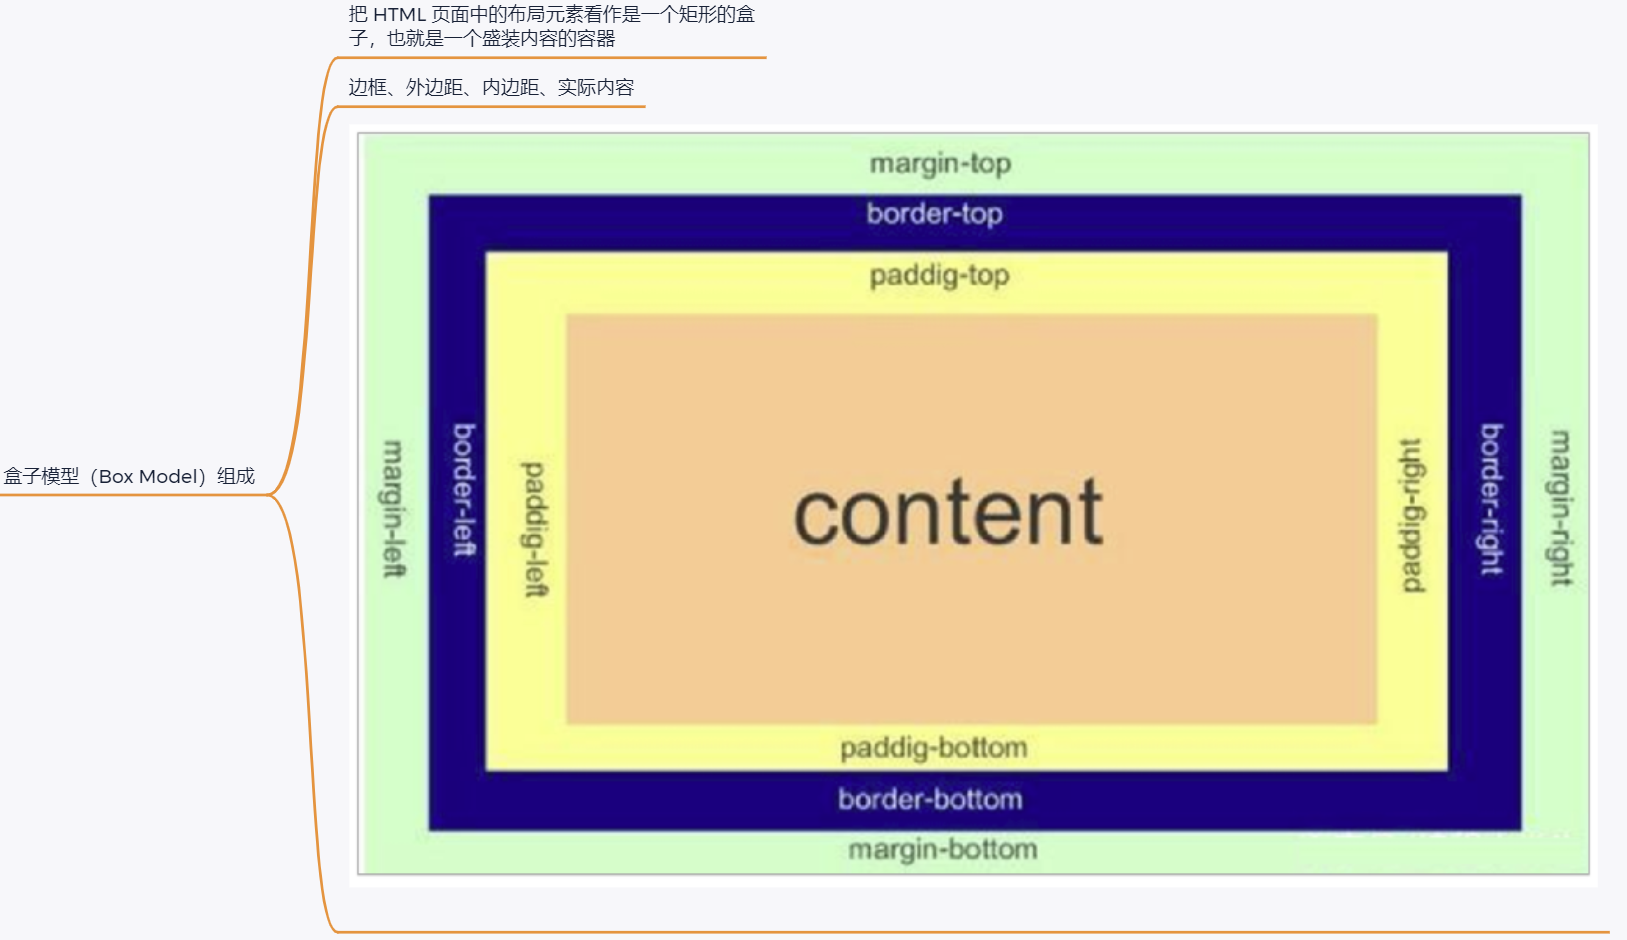 把 HTML 页面中的布局元素看作是一个矩形的盒
子，也就是一个盛装内容的容器
边框、外边距、内边距、实际内容
盒子模型（Box Model）组成
margin-top
border-top
paddig-top
margin-left
border-left
paddig-left
content
paddig-right
border-right
margin-right
paddig-bottom
border-bottom
margin-bottom